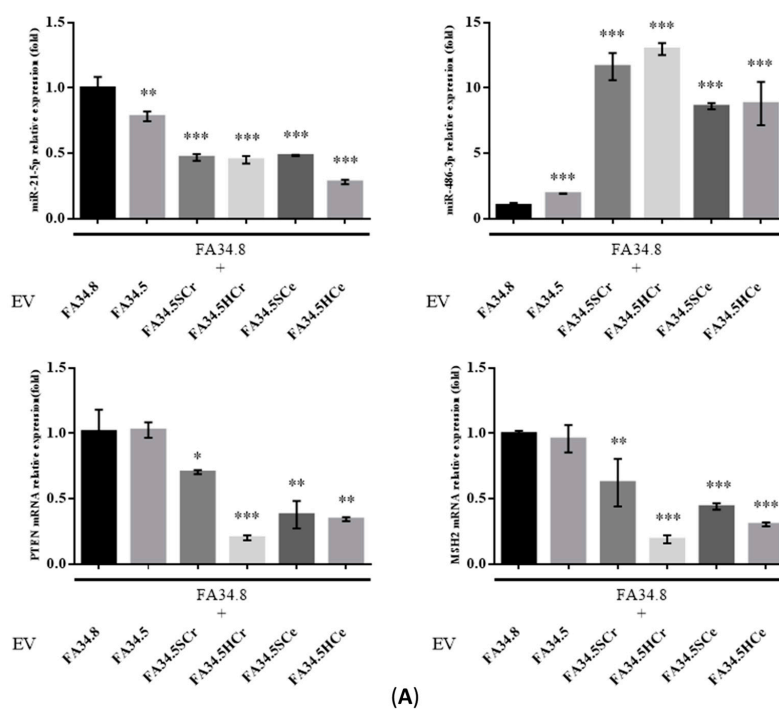 miR-21-5p relative expression (fold)
1.5
1.0
0.5
0.0
**
***
***
***
***
FA34.8
+
EV
FA34.8
FA34.5
FA34.5SCr
FA34.5HCr
FA34.5SCe
FA34.5HCe
miR-486-3p relative expression (fold)
15
10
5
0
***
***
***
***
***
FA34.8
+
EV
FA34.8
FA34.5
FA34.5SCr
FA34.5HCr
FA34.5SCe
FA34.5HCe
PTEN mRNA relative expression(fold)
1.5
1.0
0.5
0.0
*
***
**
**
FA34.8
+
EV
FA34.8
FA34.5
FA34.5SCr
FA34.5HCr
FA34.5SCe
FA34.5HCe
MSH2 mRNA relative expression (fold)
1.5
1.0
0.5
0.0
**
***
***
***
FA34.8
+
EV
FA34.8
FA34.5
FA34.5SCr
FA34.5HCr
FA34.5SCe
FA34.5HCe
(A)